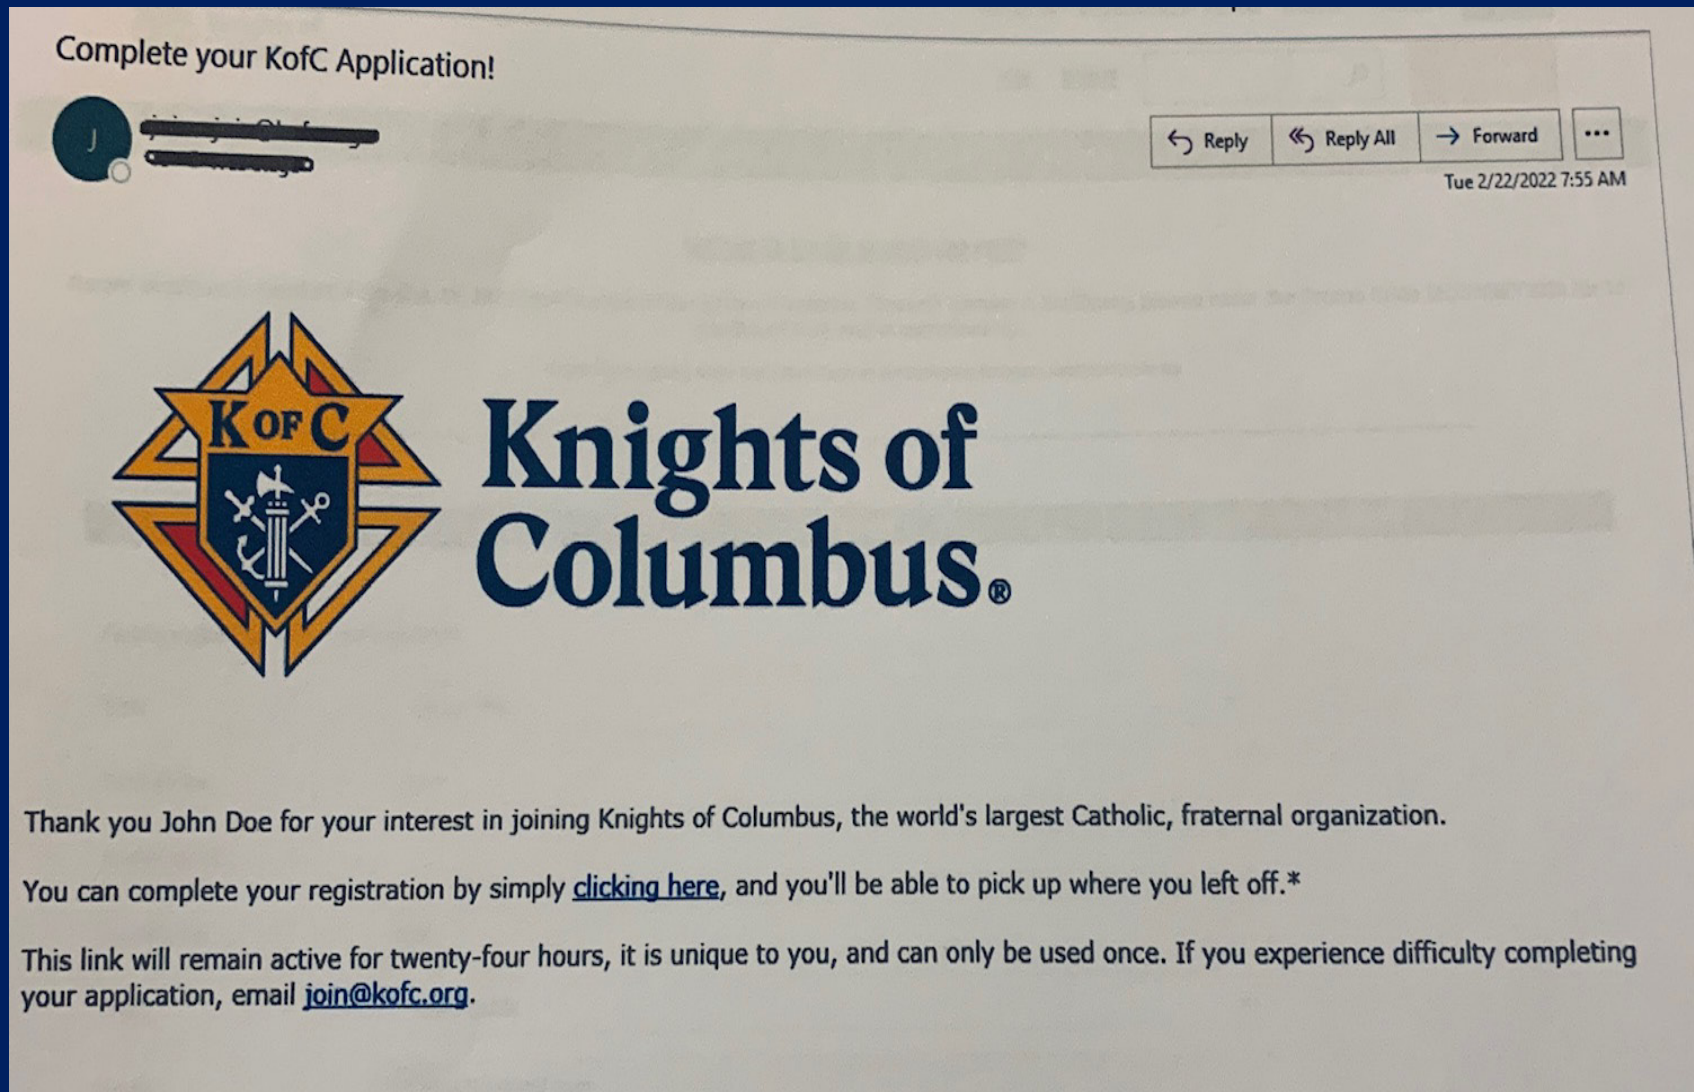 Complete your KofC Application!
J
Reply Reply All Forward ...
Tue 2/22/2022 7:55 AM
K OF C
Knights of
Columbus®
Thank you John Doe for your interest in joining Knights of Columbus, the world's largest Catholic, fraternal organization.
You can complete your registration by simply clicking here, and you'll be able to pick up where you left off.*
This link will remain active for twenty-four hours, it is unique to you, and can only be used once. If you experience difficulty completing
your application, email join@kofc.org.